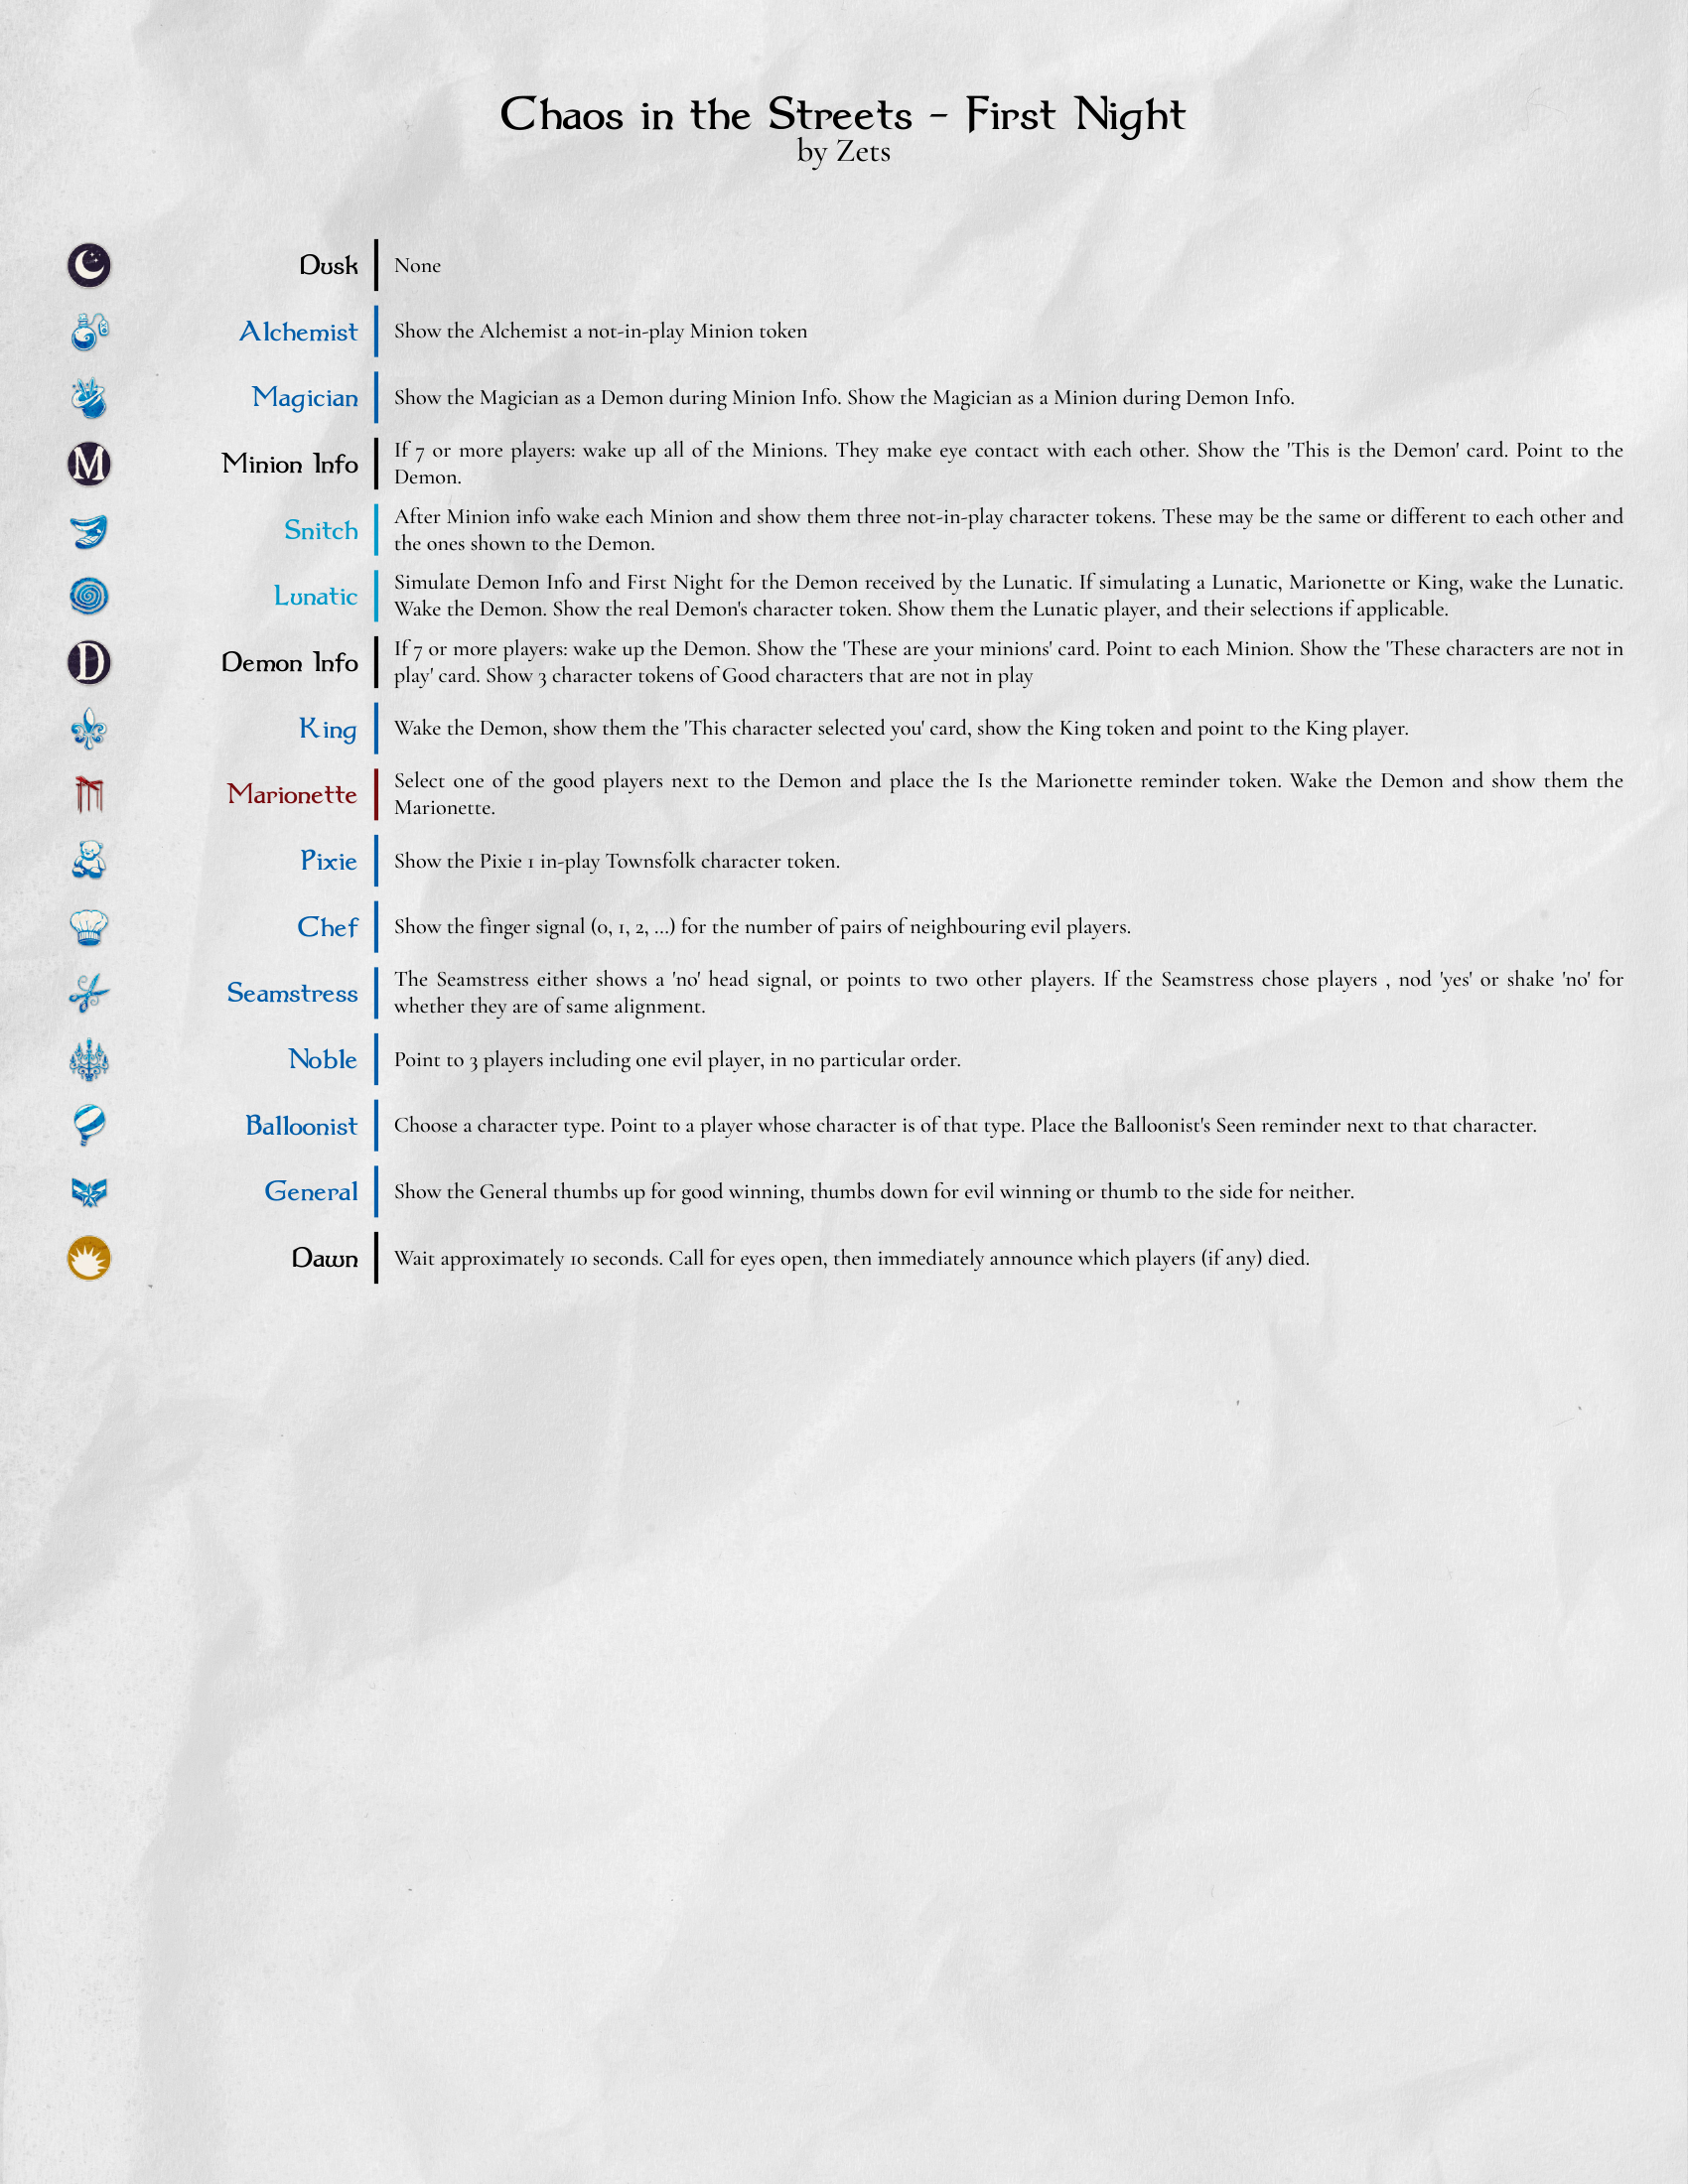 Chaos in the Streets - First Night
by Zets
Dusk
None
Alchemist
Show the Alchemist a not-in-play Minion token
Magician
Show the Magician as a Demon during Minion Info. Show the Magician as a Minion during Demon Info.
M
Minion Info
If 7 or more players: wake up all of the Minions. They make eye contact with each other. Show the 'This is the Demon' card. Point to the
Demon.
Snitch
After Minion info wake each Minion and show them three not-in-play character tokens. These may be the same or different to each other and
the ones shown to the Demon.
Lunatic
Simulate Demon Info and First Night for the Demon received by the Lunatic. If simulating a Lunatic, Marionette or King, wake the Lunatic.
Wake the Demon. Show the real Demon's character token. Show them the Lunatic player, and their selections if applicable.
D
Demon Info
If 7 or more players: wake up the Demon. Show the 'These are your minions' card. Point to each Minion. Show the 'These characters are not in
play' card. Show 3 character tokens of Good characters that are not in play
King
Wake the Demon, show them the 'This character selected you' card, show the King token and point to the King player.
Marionette
Select one of the good players next to the Demon and place the Is the Marionette reminder token. Wake the Demon and show them the
Marionette.
Pixie
Show the Pixie 1 in-play Townsfolk character token.
Chef
Show the finger signal (0, 1, 2, ...) for the number of pairs of neighbouring evil players.
Seamstress
The Seamstress either shows a 'no' head signal, or points to two other players. If the Seamstress chose players , nod 'yes' or shake 'no' for
whether they are of same alignment.
Noble
Point to 3 players including one evil player, in no particular order.
Balloonist
Choose a character type. Point to a player whose character is of that type. Place the Balloonist's Seen reminder next to that character.
General
Show the General thumbs up for good winning, thumbs down for evil winning or thumb to the side for neither.
Dawn
Wait approximately 10 seconds. Call for eyes open, then immediately announce which players (if any) died.